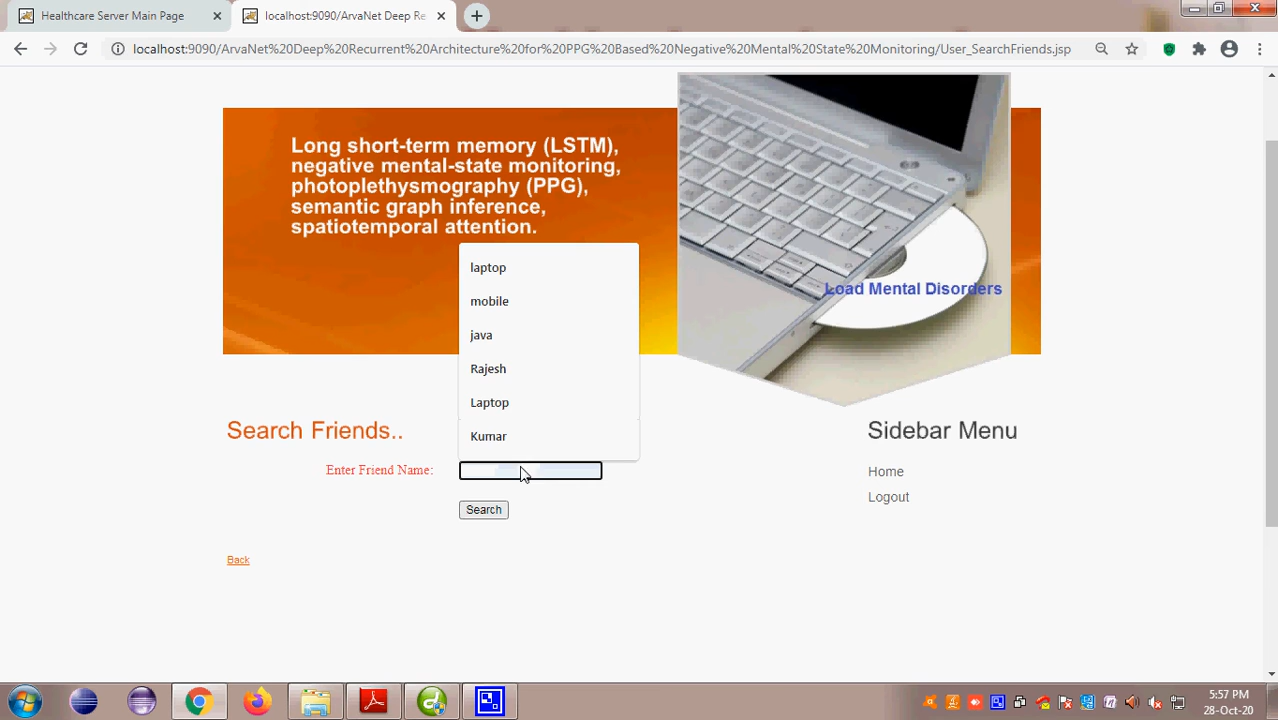 Healthcare Server Main Page
localhost:9090/ArvaNet Deep Re
localhost:9090/ArvaNet%20Deep%20Recurrent%20Architecture%20for%20PPG%20Based%20Negative%20Mental%20State%20Monitoring/User_SearchFriends.jsp
Long short-term memory (LSTM),
negative mental-state monitoring,
photoplethysmography (PPG),
semantic graph inference,
spatiotemporal attention.
Load Mental Disorders
laptop
mobile
java
Rajesh
Laptop
Kumar
Search Friends..
Enter Friend Name:
Search
Back
Sidebar Menu
Home
Logout
5:57 PM
28-Oct-20